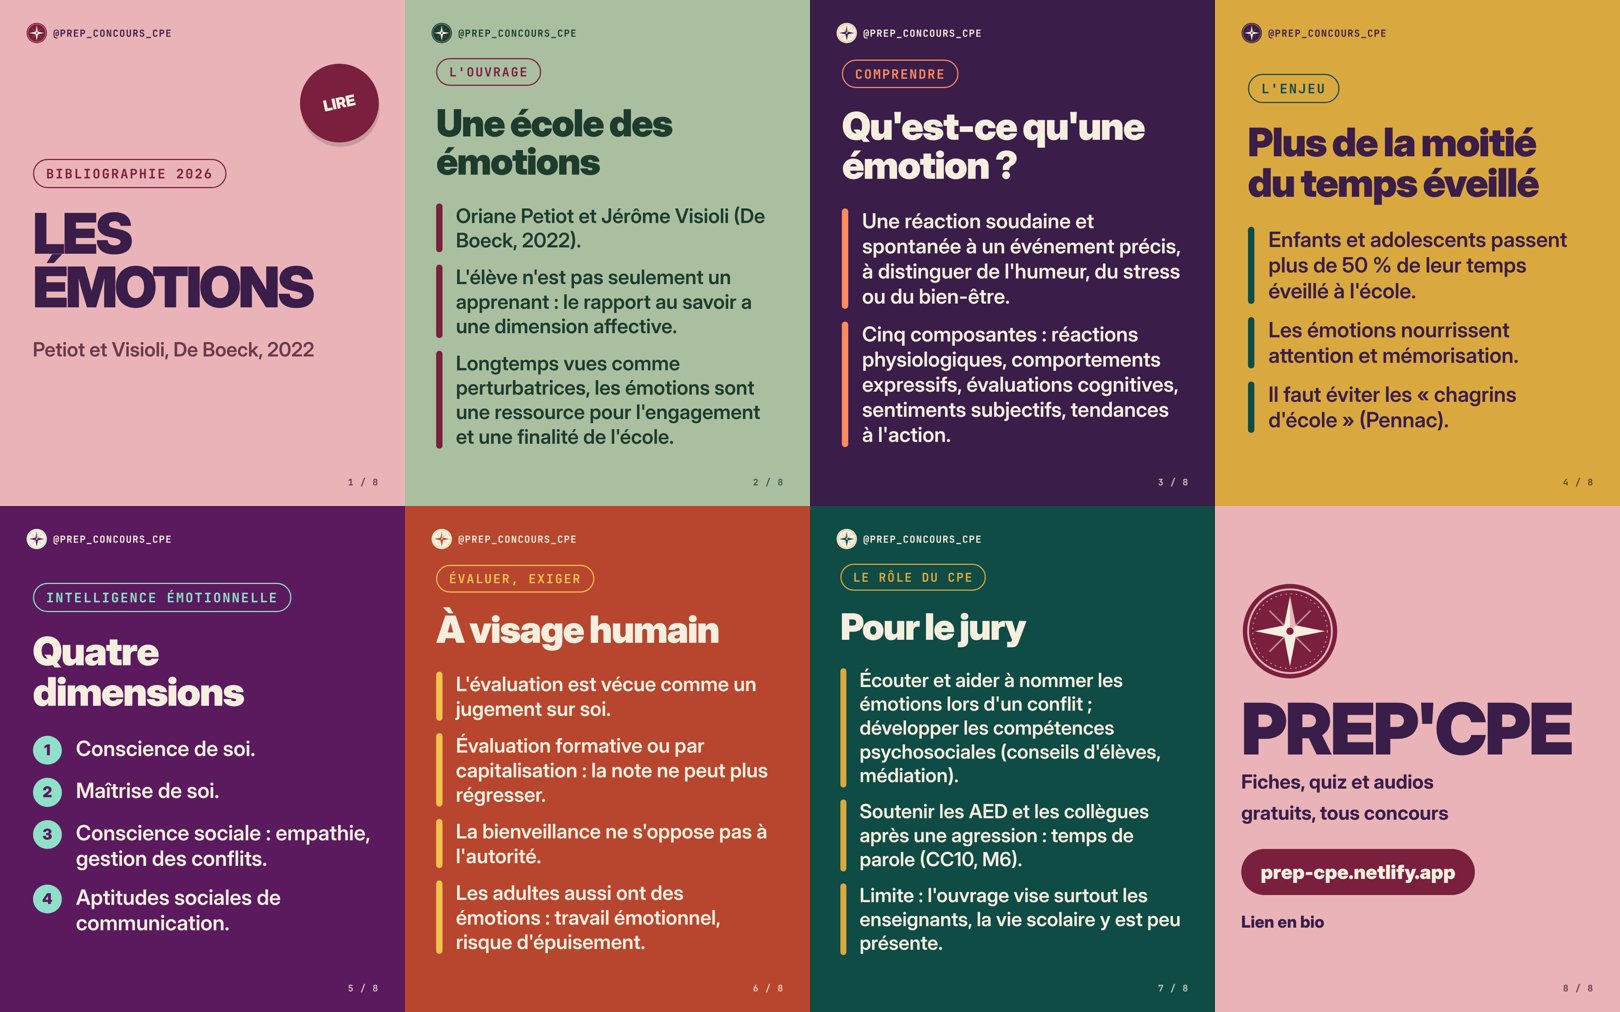 @PREP_CONCOURS_CPE
LIRE
BIBLIOGRAPHIE 2026
LES
ÉMOTIONS
Petiot et Visioli, De Boeck, 2022
1 / 8
@PREP_CONCOURS_CPE
L'OUVRAGE
Une école des
émotions
Oriane Petiot et Jérôme Visioli (De
Boeck, 2022).
L'élève n'est pas seulement un
apprenant : le rapport au savoir a
une dimension affective.
Longtemps vues comme
perturbatrices, les émotions sont
une ressource pour l'engagement
et une finalité de l'école.
2 / 8
@PREP_CONCOURS_CPE
COMPRENDRE
Qu'est-ce qu'une
émotion ?
Une réaction soudaine et
spontanée à un événement précis,
à distinguer de l'humeur, du stress
ou du bien-être.
Cinq composantes : réactions
physiologiques, comportements
expressifs, évaluations cognitives,
sentiments subjectifs, tendances
à l'action.
3 / 8
@PREP_CONCOURS_CPE
L'ENJEU
Plus de la moitié
du temps éveillé
Enfants et adolescents passent
plus de 50 % de leur temps
éveillé à l'école.
Les émotions nourrissent
attention et mémorisation.
Il faut éviter les « chagrins
d'école » (Pennac).
4 / 8
@PREP_CONCOURS_CPE
INTELLIGENCE ÉMOTIONNELLE
Quatre
dimensions
1 Conscience de soi.
2 Maîtrise de soi.
3 Conscience sociale : empathie,
gestion des conflits.
4 Aptitudes sociales de
communication.
5 / 8
@PREP_CONCOURS_CPE
ÉVALUER, EXIGER
À visage humain
L'évaluation est vécue comme un
jugement sur soi.
Évaluation formative ou par
capitalisation : la note ne peut plus
régresser.
La bienveillance ne s'oppose pas à
l'autorité.
Les adultes aussi ont des
émotions : travail émotionnel,
risque d'épuisement.
6 / 8
@PREP_CONCOURS_CPE
LE RÔLE DU CPE
Pour le jury
Écouter et aider à nommer les
émotions lors d'un conflit ;
développer les compétences
psychosociales (conseils d'élèves,
médiation).
Soutenir les AED et les collègues
après une agression : temps de
parole (CC10, M6).
Limite : l'ouvrage vise surtout les
enseignants, la vie scolaire y est peu
présente.
7 / 8
PREP'CPE
Fiches, quiz et audios
gratuits, tous concours
prep-cpe.netlify.app
Lien en bio
8 / 8